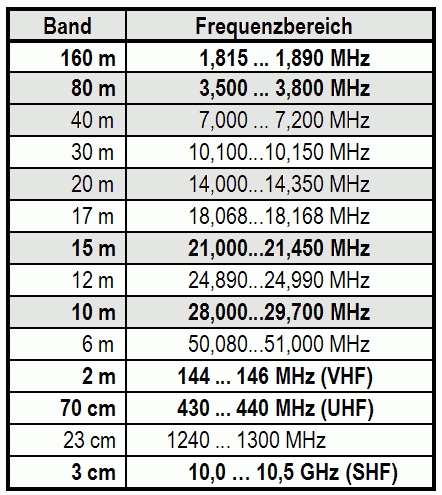 Band Frequenzbereich
160 m 1,815 ... 1,890 MHz
80 m 3,500 ... 3,800 MHz
40 m 7,000 ... 7,200 MHz
30 m 10,100...10,150 MHz
20 m 14,000...14,350 MHz
17 m 18,068...18,168 MHz
15 m 21,000...21,450 MHz
12 m 24,890...24,990 MHz
10 m 28,000...29,700 MHz
6 m 50,080...51,000 MHz
2 m 144 ... 146 MHz (VHF)
70 cm 430 ... 440 MHz (UHF)
23 cm 1240 ... 1300 MHz
3 cm 10,0 ... 10,5 GHz (SHF)